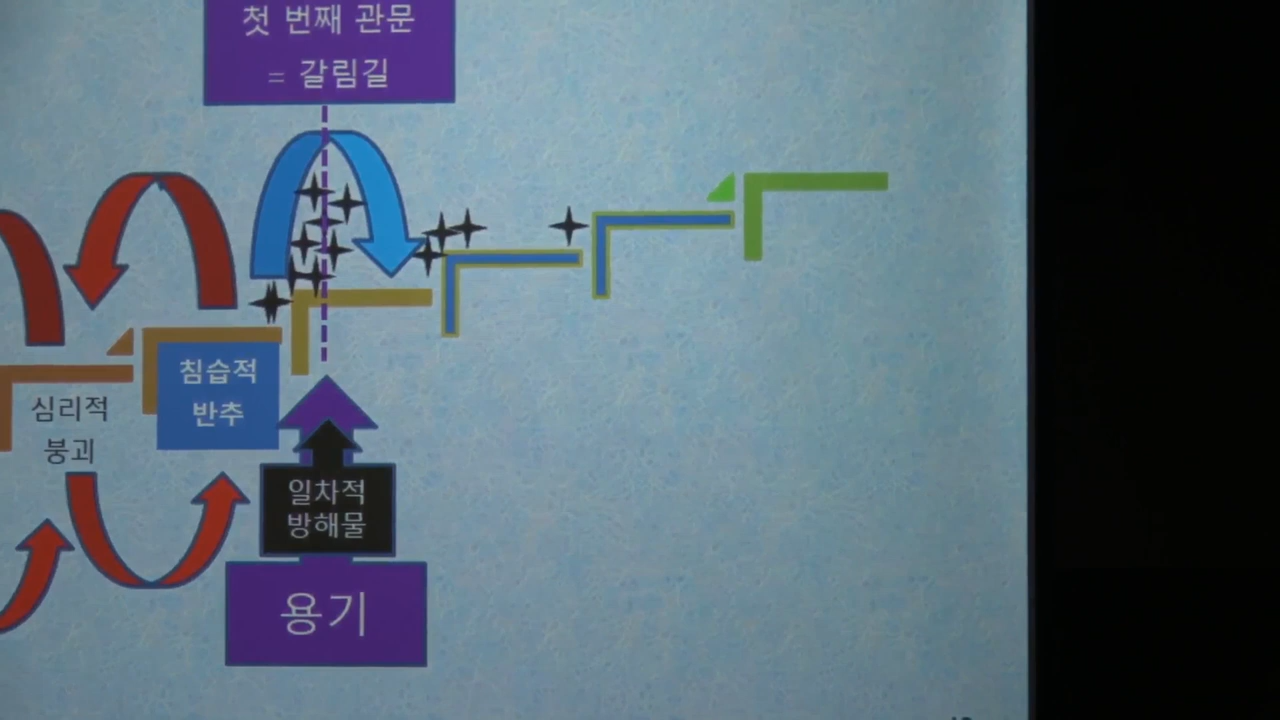 첫 번째 관문
= 갈림길
침습적
반추
심리적
붕괴
일차적
방해물
용기